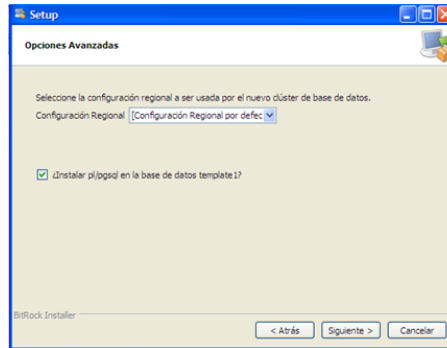 Setup
Opciones Avanzadas
Seleccione la configuración regional a ser usada por el nuevo clúster de base de datos.
Configuración Regional [Configuración Regional por defec
¿Instalar pl/pgsql en la base de datos template1?
BitRock Installer
< Atrás Siguiente > Cancelar